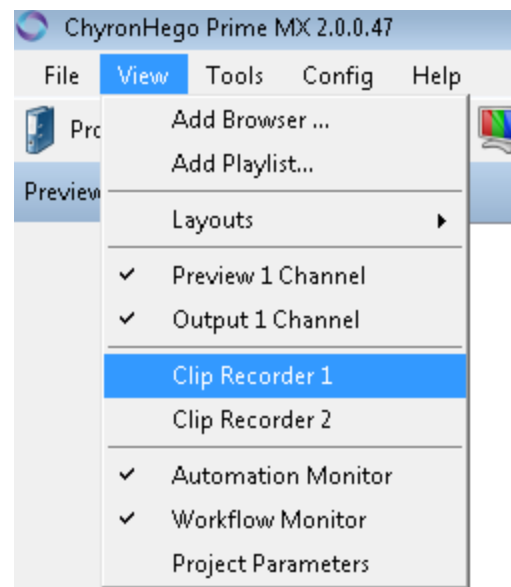 ChyronHego Prime MX 2.0.0.47
File View Tools Config Help
Add Browser ...
Add Playlist...
Preview
Layouts
Preview 1 Channel
Output 1 Channel
Clip Recorder 1
Clip Recorder 2
Automation Monitor
Workflow Monitor
Project Parameters